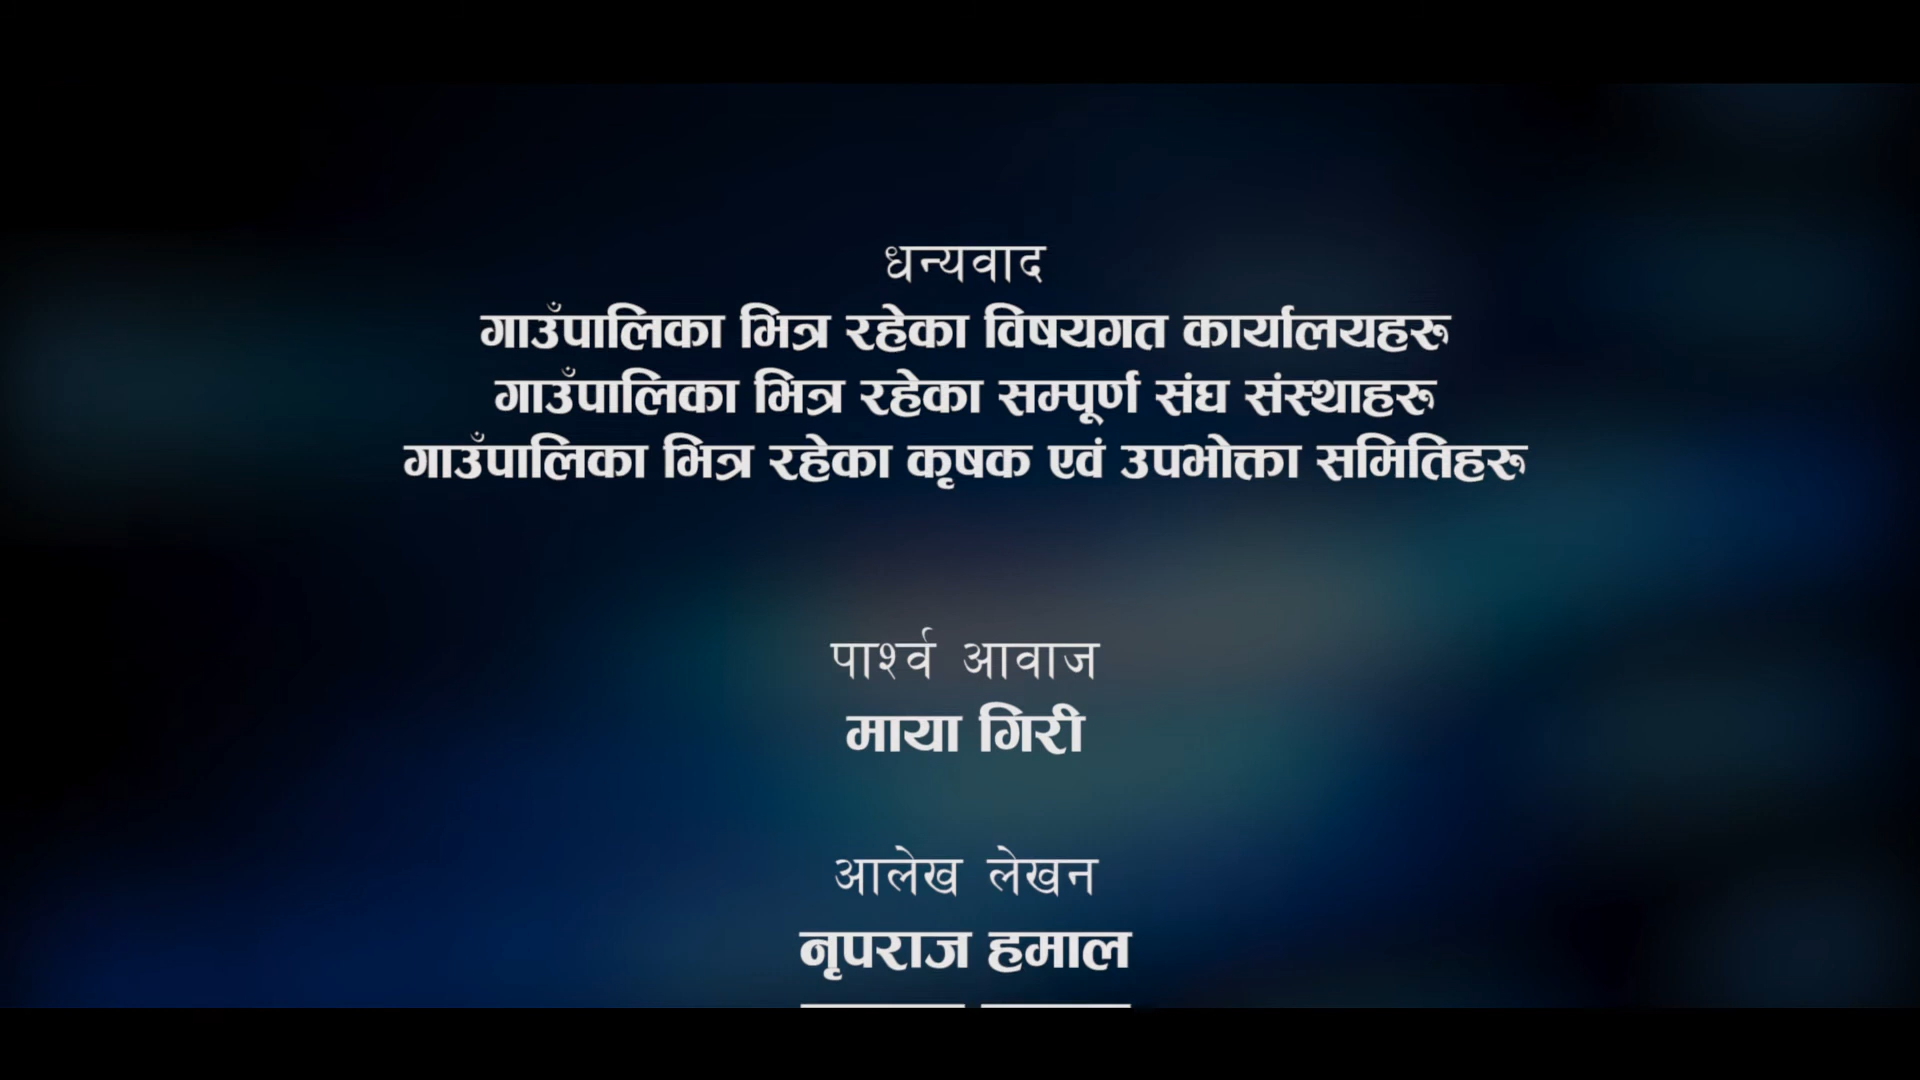 धन्यवाद
गाउँपालिका भित्र रहेका विषयगत कार्यालयहरु
गाउँपालिका भित्र रहेका सम्पूर्ण संघ संस्थाहरु
गाउँपालिका भित्र रहेका कृषक एवं उपभोक्ता समितिहरु
पार्श्व आवाज
माया गिरी
आलेख लेखन
नृपराज हमाल